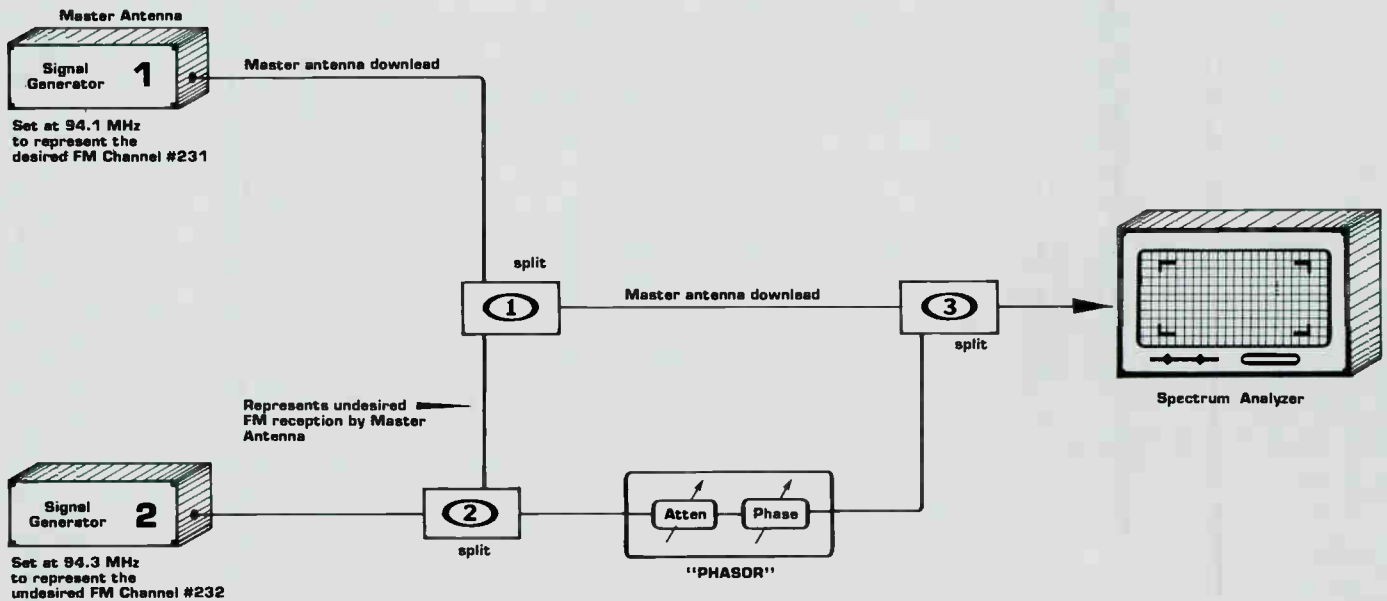 Master Antenna
Signal
Generator
1
Master antenna downlead
Set at 94.1 MHz
to represent the
desired FM Channel #231
split
1
Master antenna downlead
3
split
Spectrum Analyzer
Represents undesired
FM reception by Master
Antenna
Signal
Generator
2
2
split
Atten
Phase
"PHASOR"
Set at 94.3 MHz
to represent the
undesired FM Channel #232